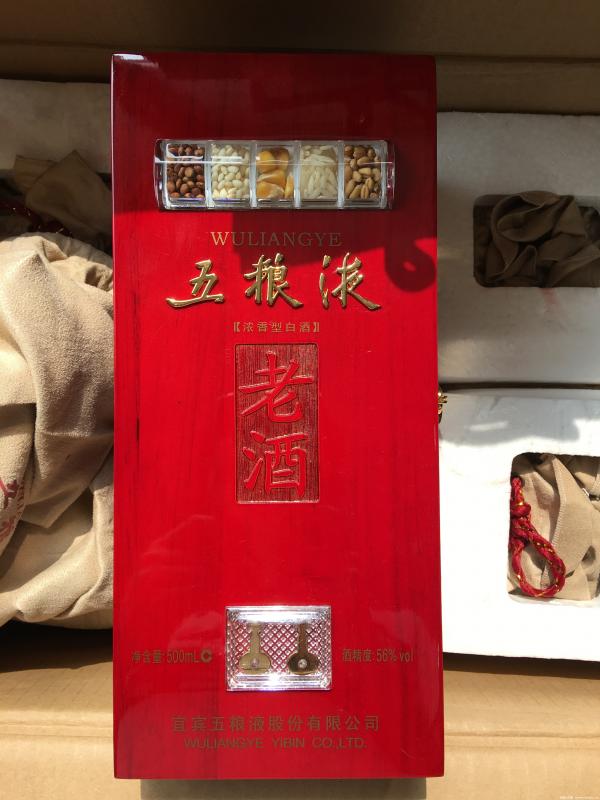 WULIANGYE
五粮液
【浓香型白酒】
老
酒
净含量:500mL C
酒精度:56%vol
宜宾五粮液股份有限公司
WULIANGYE YIBIN CO.,LTD.